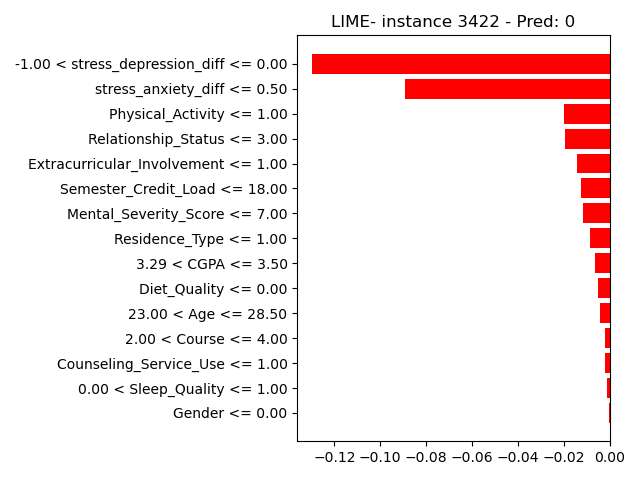 LIME- instance 3422 - Pred: 0
-1.00 < stress_depression_diff <= 0.00
stress_anxiety_diff <= 0.50
Physical_Activity <= 1.00
Relationship_Status <= 3.00
Extracurricular_Involvement <= 1.00
Semester_Credit_Load <= 18.00
Mental_Severity_Score <= 7.00
Residence_Type <= 1.00
3.29 < CGPA <= 3.50
Diet_Quality <= 0.00
23.00 < Age <= 28.50
2.00 < Course <= 4.00
Counseling_Service_Use <= 1.00
0.00 < Sleep_Quality <= 1.00
Gender <= 0.00
−0.12 −0.10 −0.08 −0.06 −0.04 −0.02 0.00